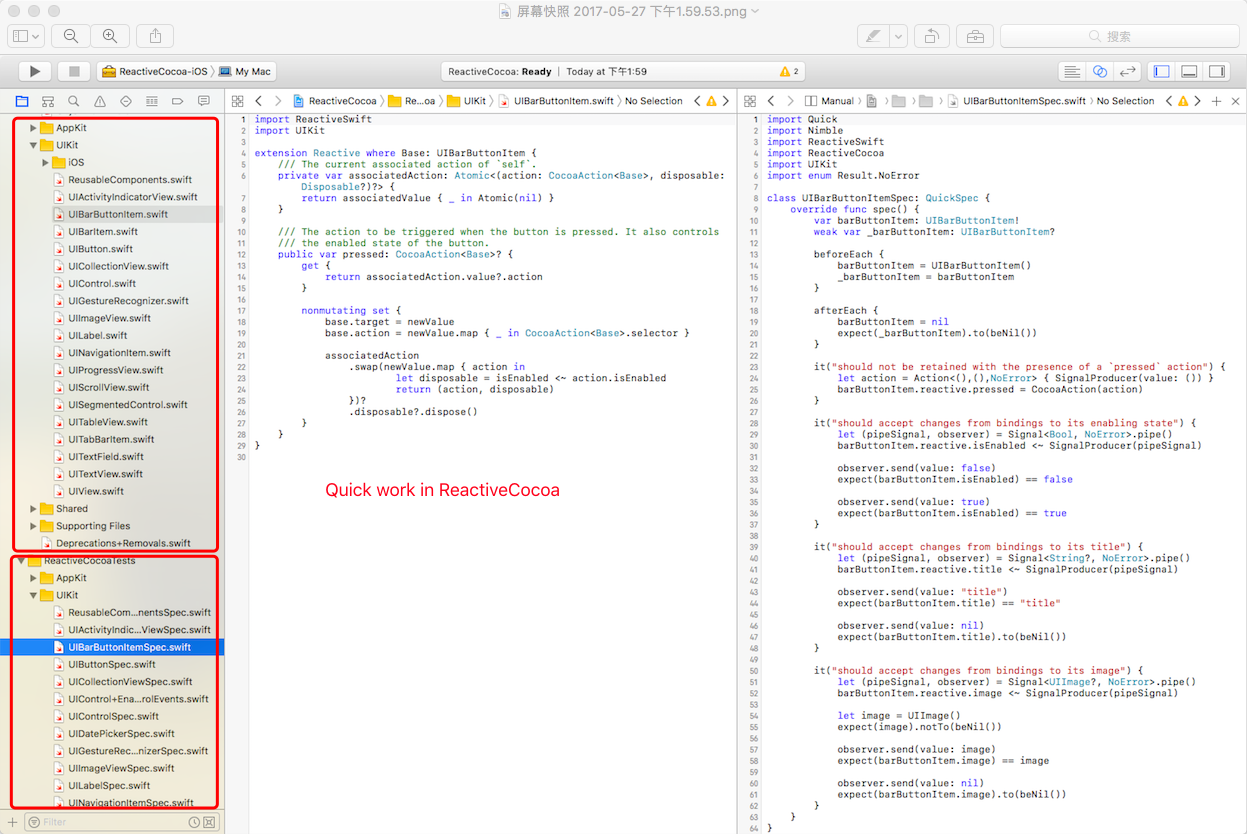 屏幕快照 2017-05-27 下午1.59.53.png
搜索
ReactiveCocoa-iOS 〉 My Mac
ReactiveCocoa: Ready | Today at 下午1:59
2
AppKit
UIKit
iOS
ReusableComponents.swift
UIActivityIndicatorView.swift
UIBarButtonItem.swift
UIBarItem.swift
UIButton.swift
UICollectionView.swift
UIControl.swift
UIGestureRecognizer.swift
UIImageView.swift
UILabel.swift
UINavigationItem.swift
UIProgressView.swift
UIScrollView.swift
UISegmentedControl.swift
UITableView.swift
UITabBarItem.swift
UITextField.swift
UITextView.swift
UIView.swift
Shared
Supporting Files
Deprecations+Removals.swift
ReactiveCocoaTests
AppKit
UIKit
ReusableCom...nentsSpec.swift
UIActivityIndic...ViewSpec.swift
UIBarButtonItemSpec.swift
UIButtonSpec.swift
UICollectionViewSpec.swift
UIControl+Ena...rolEvents.swift
UIControlSpec.swift
UIDatePickerSpec.swift
UIGestureRec...nizerSpec.swift
UIImageViewSpec.swift
UILabelSpec.swift
UINavigationItemSpec.swift
Filter
ReactiveCocoa 〉 Re...oa 〉 UIKit 〉 UIBarButtonItem.swift 〉 No Selection
1 import ReactiveSwift
2 import UIKit
3
4 extension Reactive where Base: UIBarButtonItem {
5 /// The current associated action of `self`.
6 private var associatedAction: Atomic<(action: CocoaAction<Base>, disposable:
Disposable?)?> {
7 return associatedValue { _ in Atomic(nil) }
8 }
9
10 /// The action to be triggered when the button is pressed. It also controls
11 /// the enabled state of the button.
12 public var pressed: CocoaAction<Base>? {
13 get {
14 return associatedAction.value?.action
15 }
16
17 nonmutating set {
18 base.target = newValue
19 base.action = newValue.map { _ in CocoaAction<Base>.selector }
20
21 associatedAction
22 .swap(newValue.map { action in
23 let disposable = isEnabled <~ action.isEnabled
24 return (action, disposable)
25 })?
26 .disposable?.dispose()
27 }
28 }
29 }
30
Quick work in ReactiveCocoa
Manual 〉 UIBarButtonItemSpec.swift 〉 No Selection
1 import Quick
2 import Nimble
3 import ReactiveSwift
4 import ReactiveCocoa
5 import UIKit
6 import enum Result.NoError
7
8 class UIBarButtonItemSpec: QuickSpec {
9 override func spec() {
10 var barButtonItem: UIBarButtonItem!
11 weak var _barButtonItem: UIBarButtonItem?
12
13 beforeEach {
14 barButtonItem = UIBarButtonItem()
15 _barButtonItem = barButtonItem
16 }
17
18 afterEach {
19 barButtonItem = nil
20 expect(_barButtonItem).to(beNil())
21 }
22
23 it("should not be retained with the presence of a `pressed` action") {
24 let action = Action<(),(),NoError> { SignalProducer(value: ()) }
25 barButtonItem.reactive.pressed = CocoaAction(action)
26 }
27
28 it("should accept changes from bindings to its enabling state") {
29 let (pipeSignal, observer) = Signal<Bool, NoError>.pipe()
30 barButtonItem.reactive.isEnabled <~ SignalProducer(pipeSignal)
31
32 observer.send(value: false)
33 expect(barButtonItem.isEnabled) == false
34
35 observer.send(value: true)
36 expect(barButtonItem.isEnabled) == true
37 }
38
39 it("should accept changes from bindings to its title") {
40 let (pipeSignal, observer) = Signal<String?, NoError>.pipe()
41 barButtonItem.reactive.title <~ SignalProducer(pipeSignal)
42
43 observer.send(value: "title")
44 expect(barButtonItem.title) == "title"
45
46 observer.send(value: nil)
47 expect(barButtonItem.title).to(beNil())
48 }
49
50 it("should accept changes from bindings to its image") {
51 let (pipeSignal, observer) = Signal<UIImage?, NoError>.pipe()
52 barButtonItem.reactive.image <~ SignalProducer(pipeSignal)
53
54 let image = UIImage()
55 expect(image).notTo(beNil())
56
57 observer.send(value: image)
58 expect(barButtonItem.image) == image
59
60 observer.send(value: nil)
61 expect(barButtonItem.image).to(beNil())
62 }
63 }
64 }